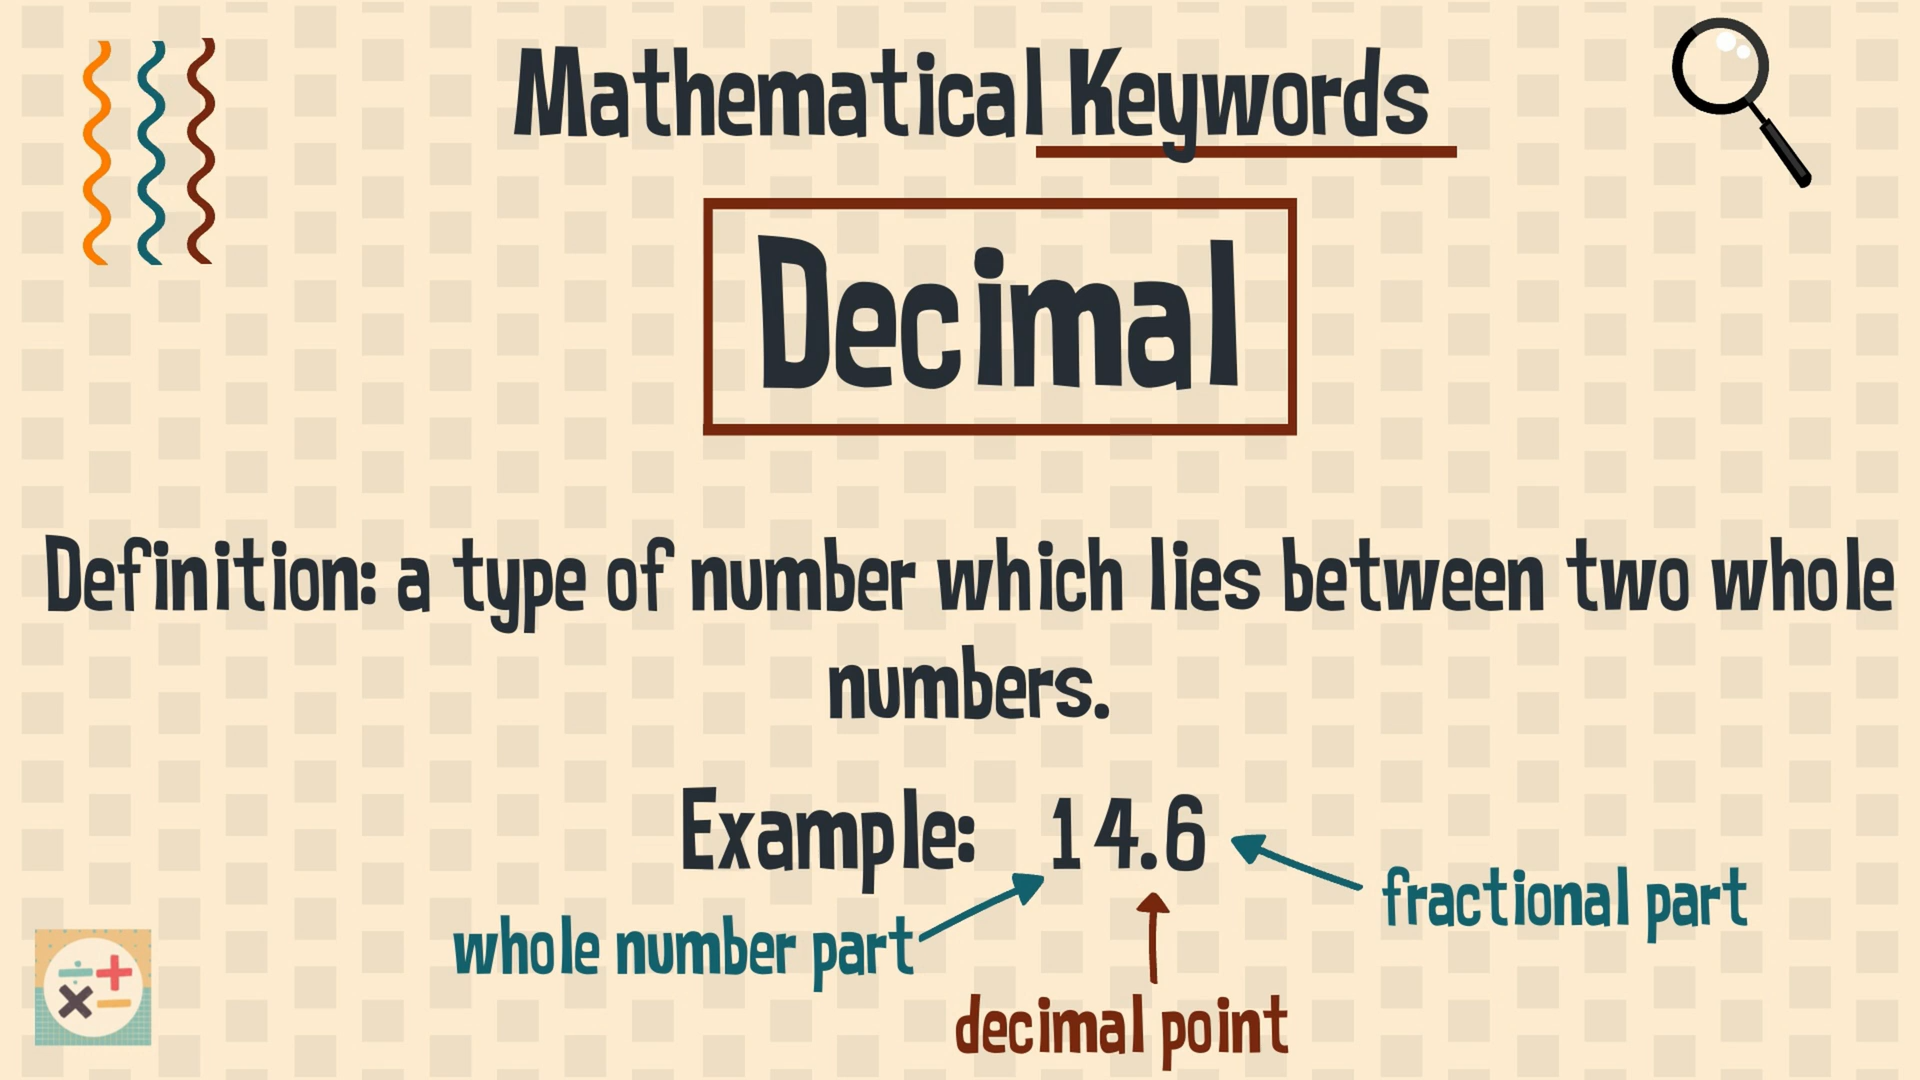 Mathematical Keywords
Decimal
Definition: a type of number which lies between two whole
numbers.
Example: 14.6
fractional part
whole number part
decimal point